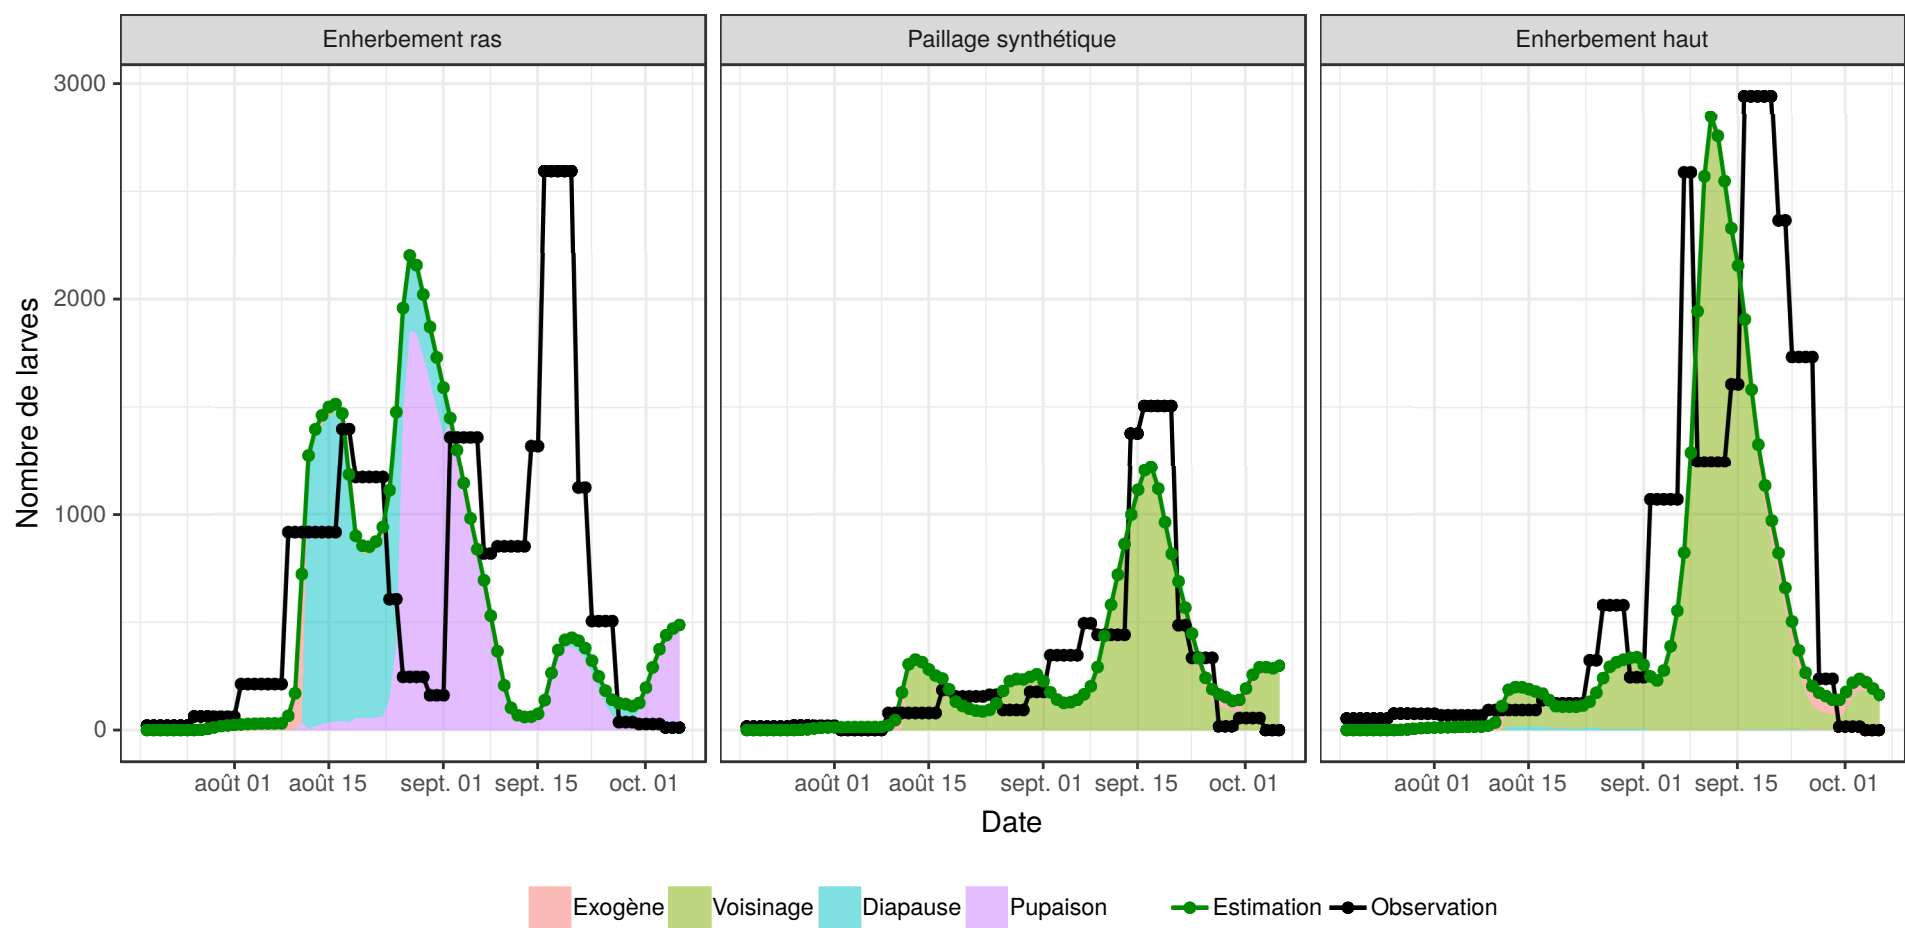 Enherbement ras
Paillage synthétique
Enherbement haut
Nombre de larves
3000
2000
1000
0
août 01 août 15 sept. 01 sept. 15 oct. 01
août 01 août 15 sept. 01 sept. 15 oct. 01
août 01 août 15 sept. 01 sept. 15 oct. 01
Date
Exogène Voisinage Diapause Pupaison Estimation Observation